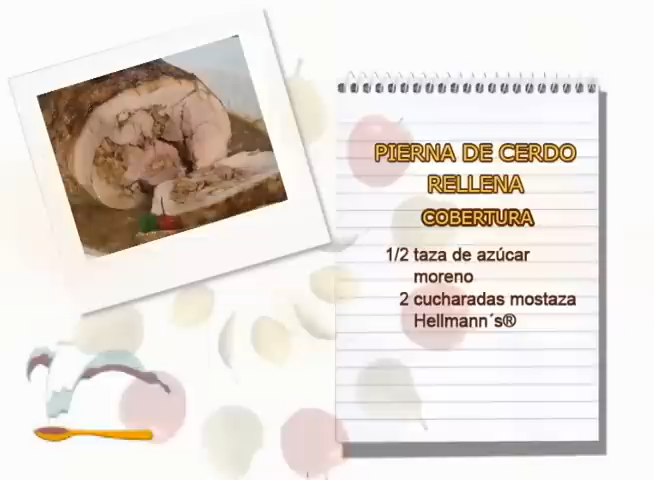 PIERNA DE CERDO
RELLENA
COBERTURA
1/2 taza de azúcar
moreno
2 cucharadas mostaza
Hellmann´s®